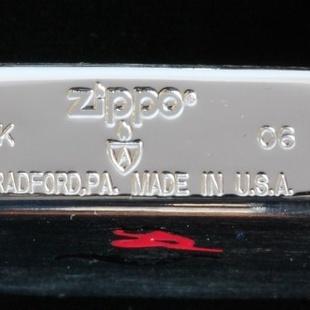 zippo®
K A 06
RADFORD,PA. MADE IN U.S.A.